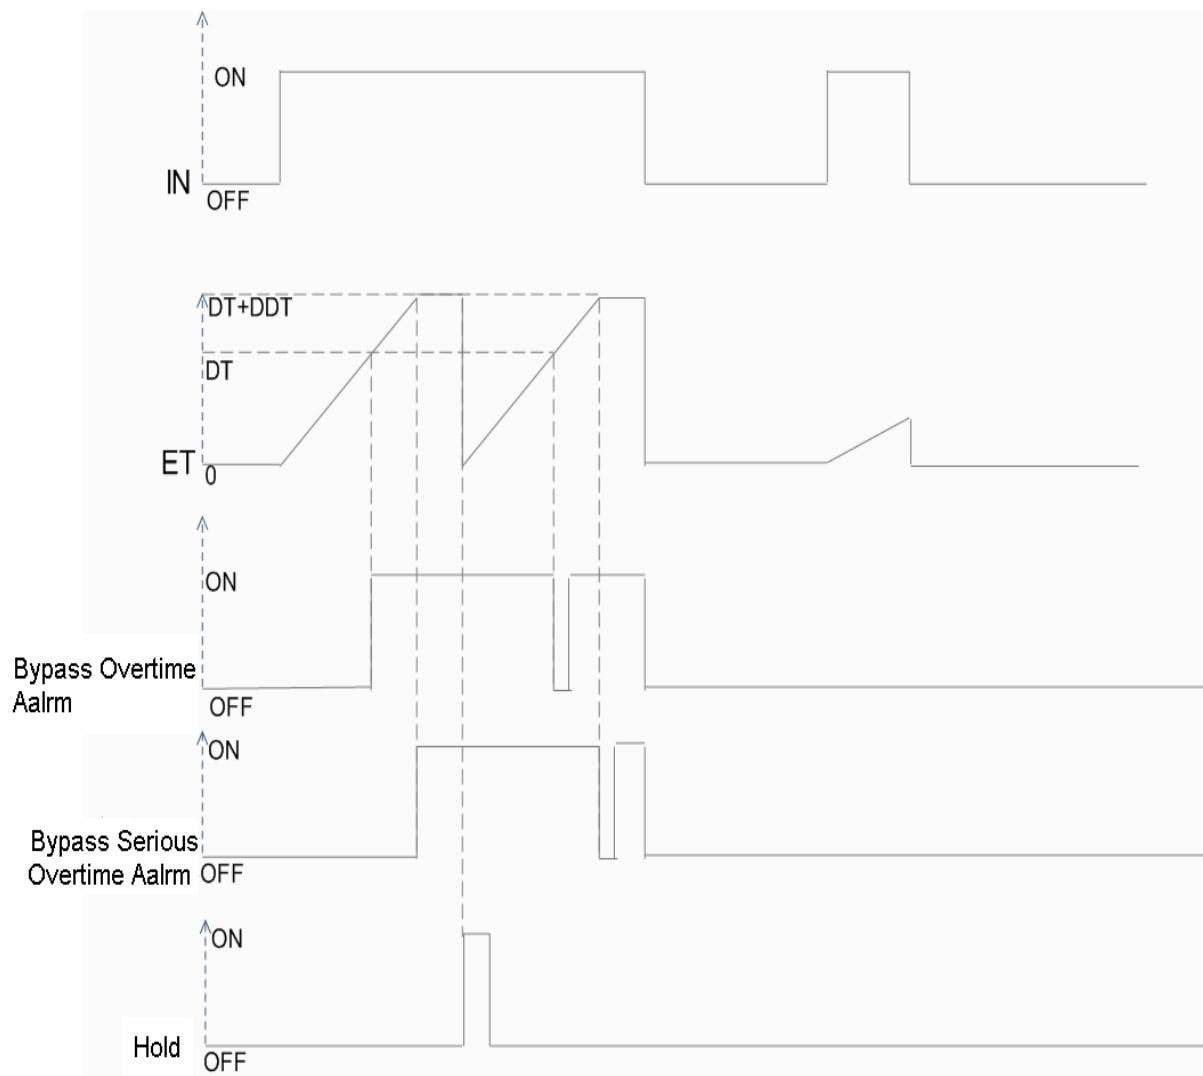 ON
IN
OFF
DT+DDT
DT
ET
0
ON
Bypass Overtime
Aalrm
OFF
ON
Bypass Serious
Overtime Aalrm
OFF
ON
Hold
OFF